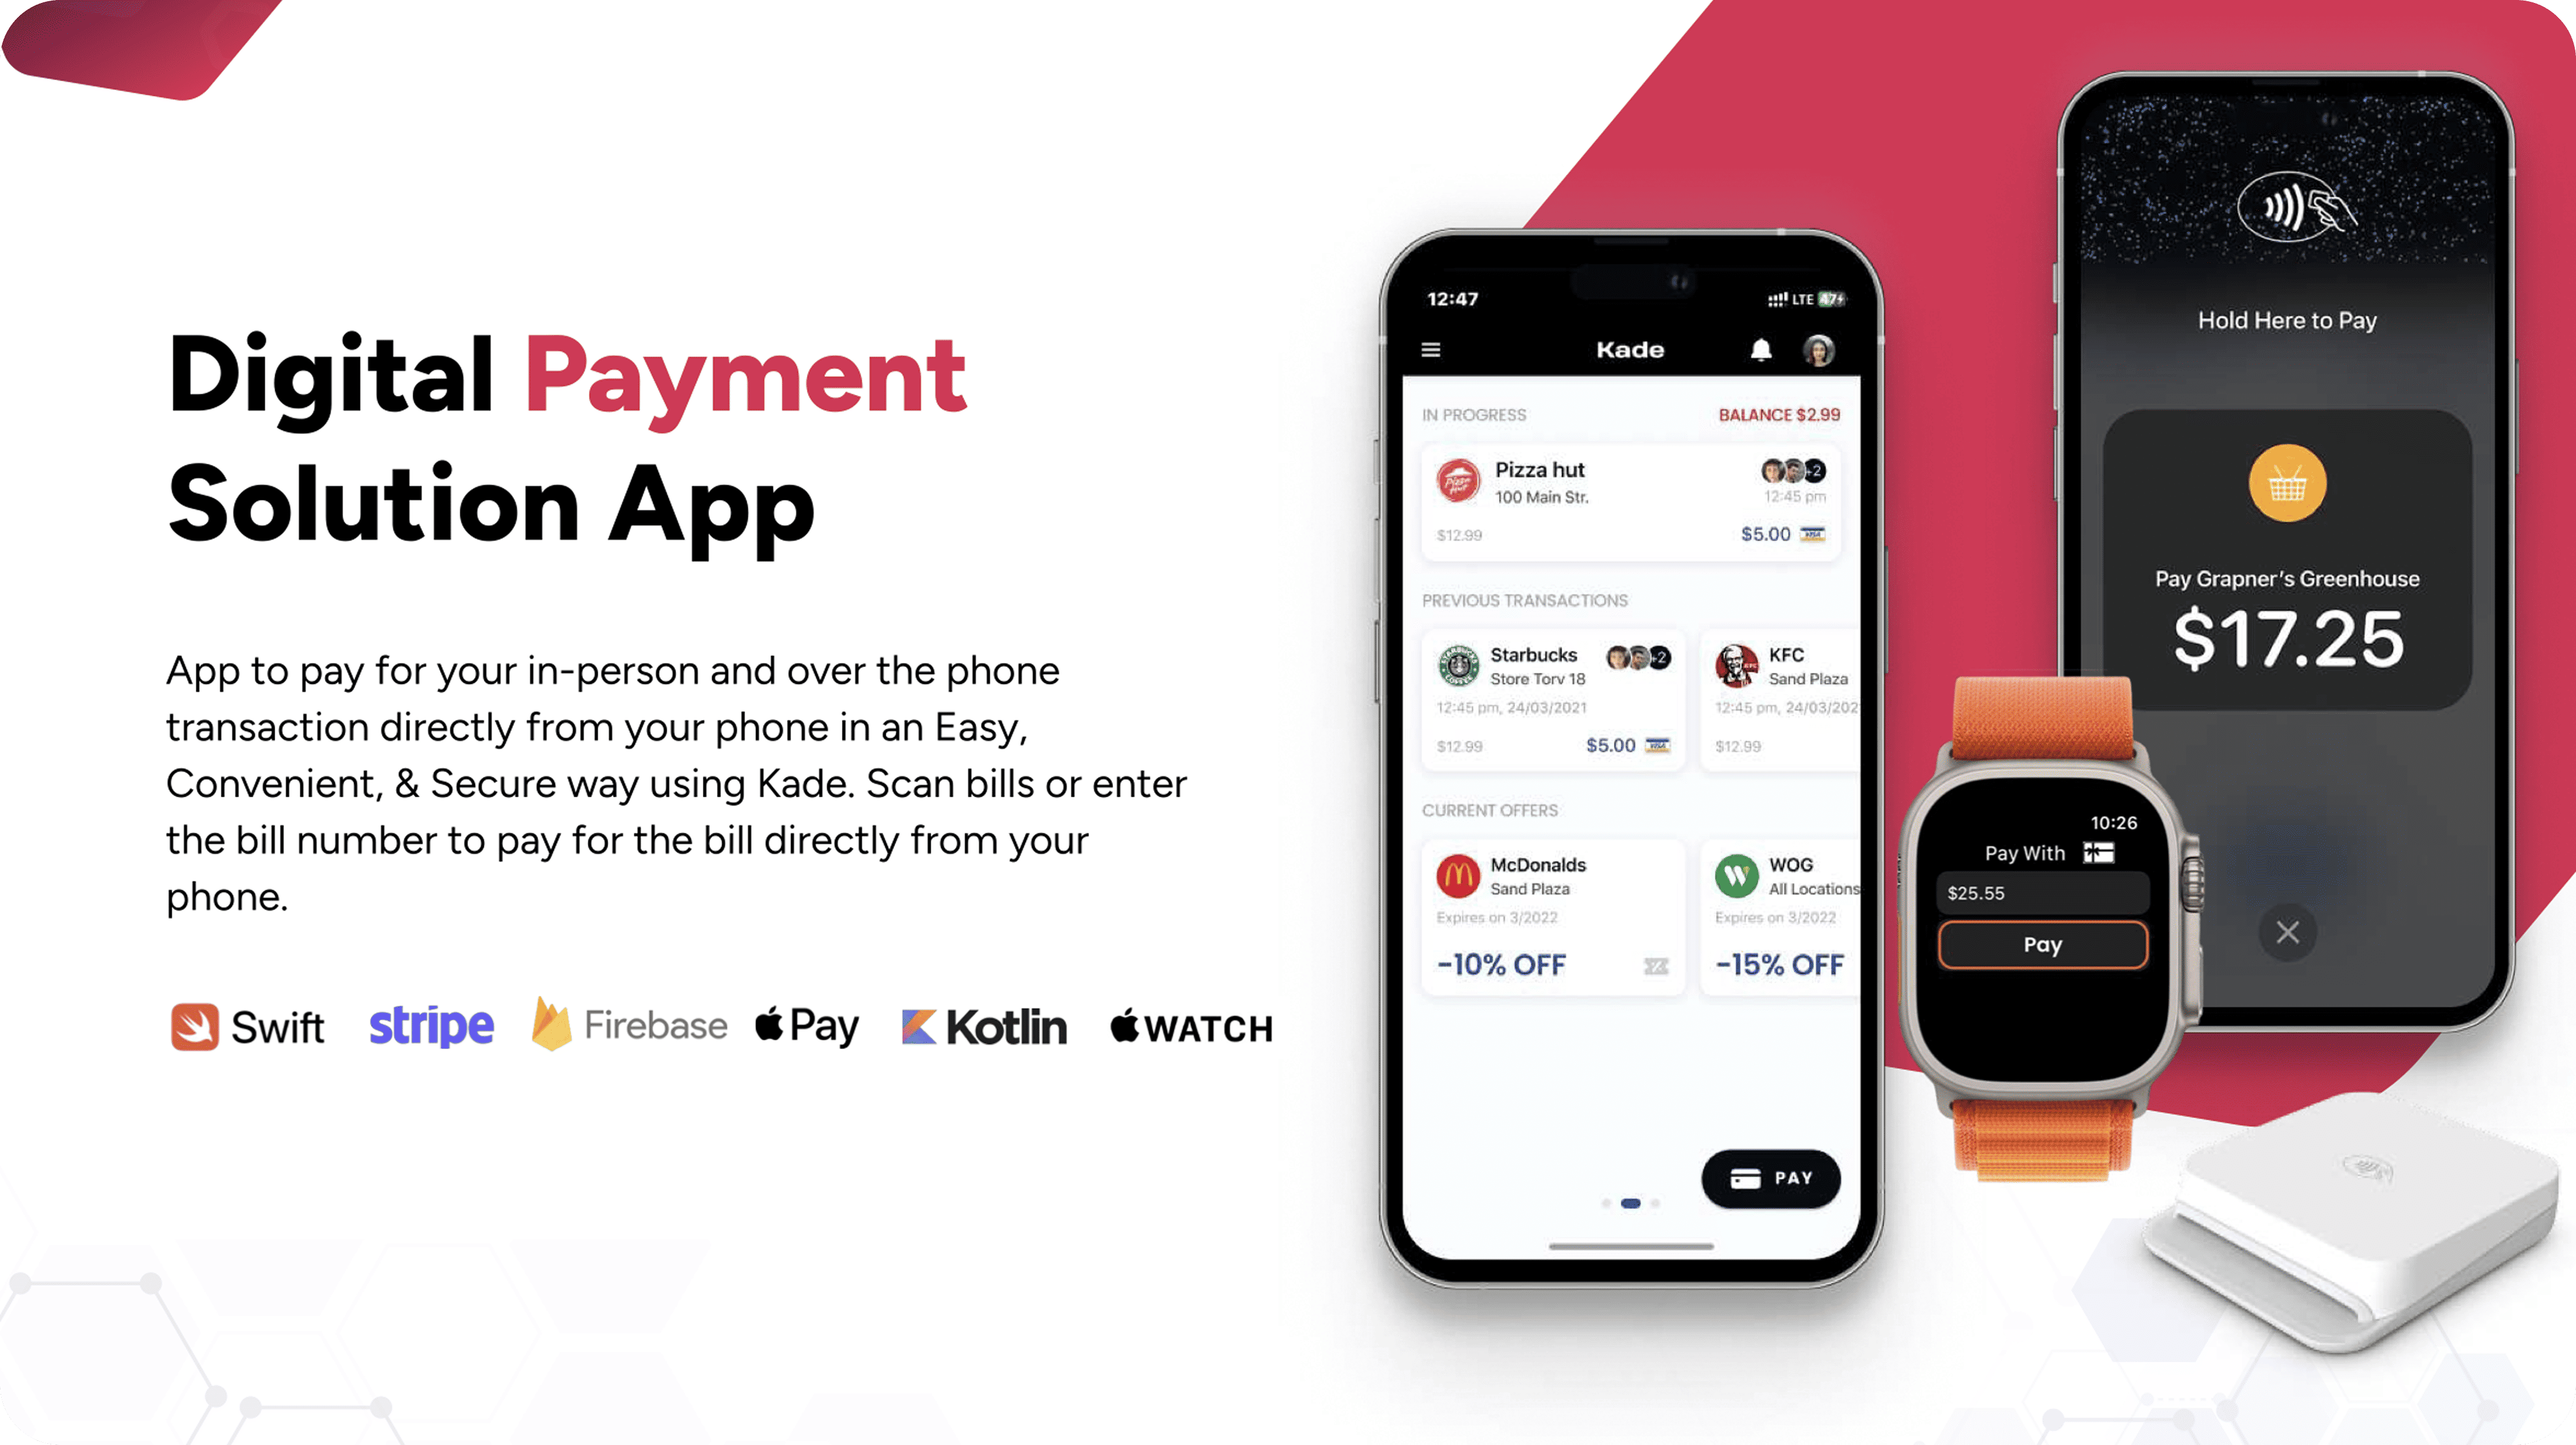 Digital Payment
Solution App
App to pay for your in-person and over the phone
transaction directly from your phone in an Easy,
Convenient, & Secure way using Kade. Scan bills or enter
the bill number to pay for the bill directly from your
phone.
Swift stripe Firebase Pay Kotlin WATCH
12:47 LTE 47
Kade
IN PROGRESS BALANCE $2.99
Pizza hut +2
100 Main Str. 12:45 pm
$12.99 $5.00 VISA
PREVIOUS TRANSACTIONS
Starbucks +2
Store Torv 18
12:45 pm, 24/03/2021
$12.99 $5.00 VISA
KFC
Sand Plaza
12:45 pm, 24/03/202
$12.99
CURRENT OFFERS
McDonalds
Sand Plaza
Expires on 3/2022
-10% OFF
WOG
All Locations
Expires on 3/2022
-15% OFF
PAY
Hold Here to Pay
Pay Grapner's Greenhouse
$17.25
10:26
Pay With
$25.55
Pay